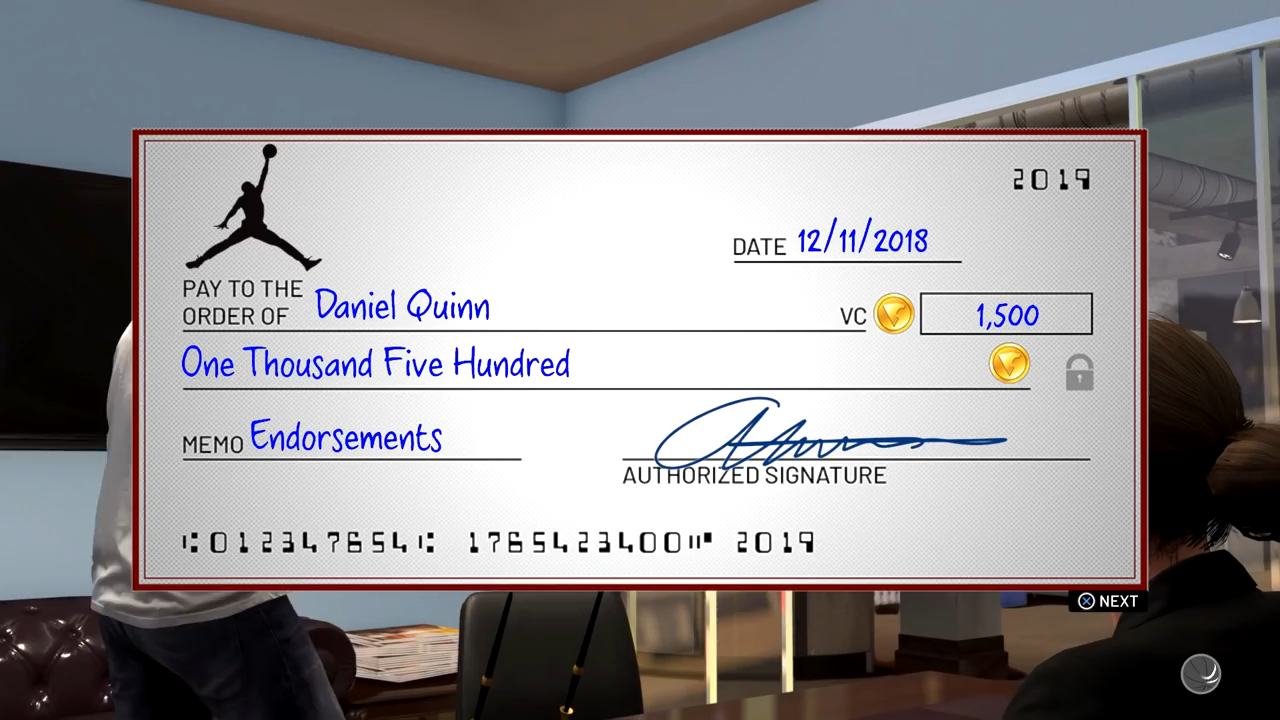 2019
DATE 12/11/2018
PAY TO THE
ORDER OF Daniel Quinn VC 1,500
One Thousand Five Hundred
MEMO Endorsements
AUTHORIZED SIGNATURE
⑆012347654⑆ 1765423400⑈ 2019
NEXT